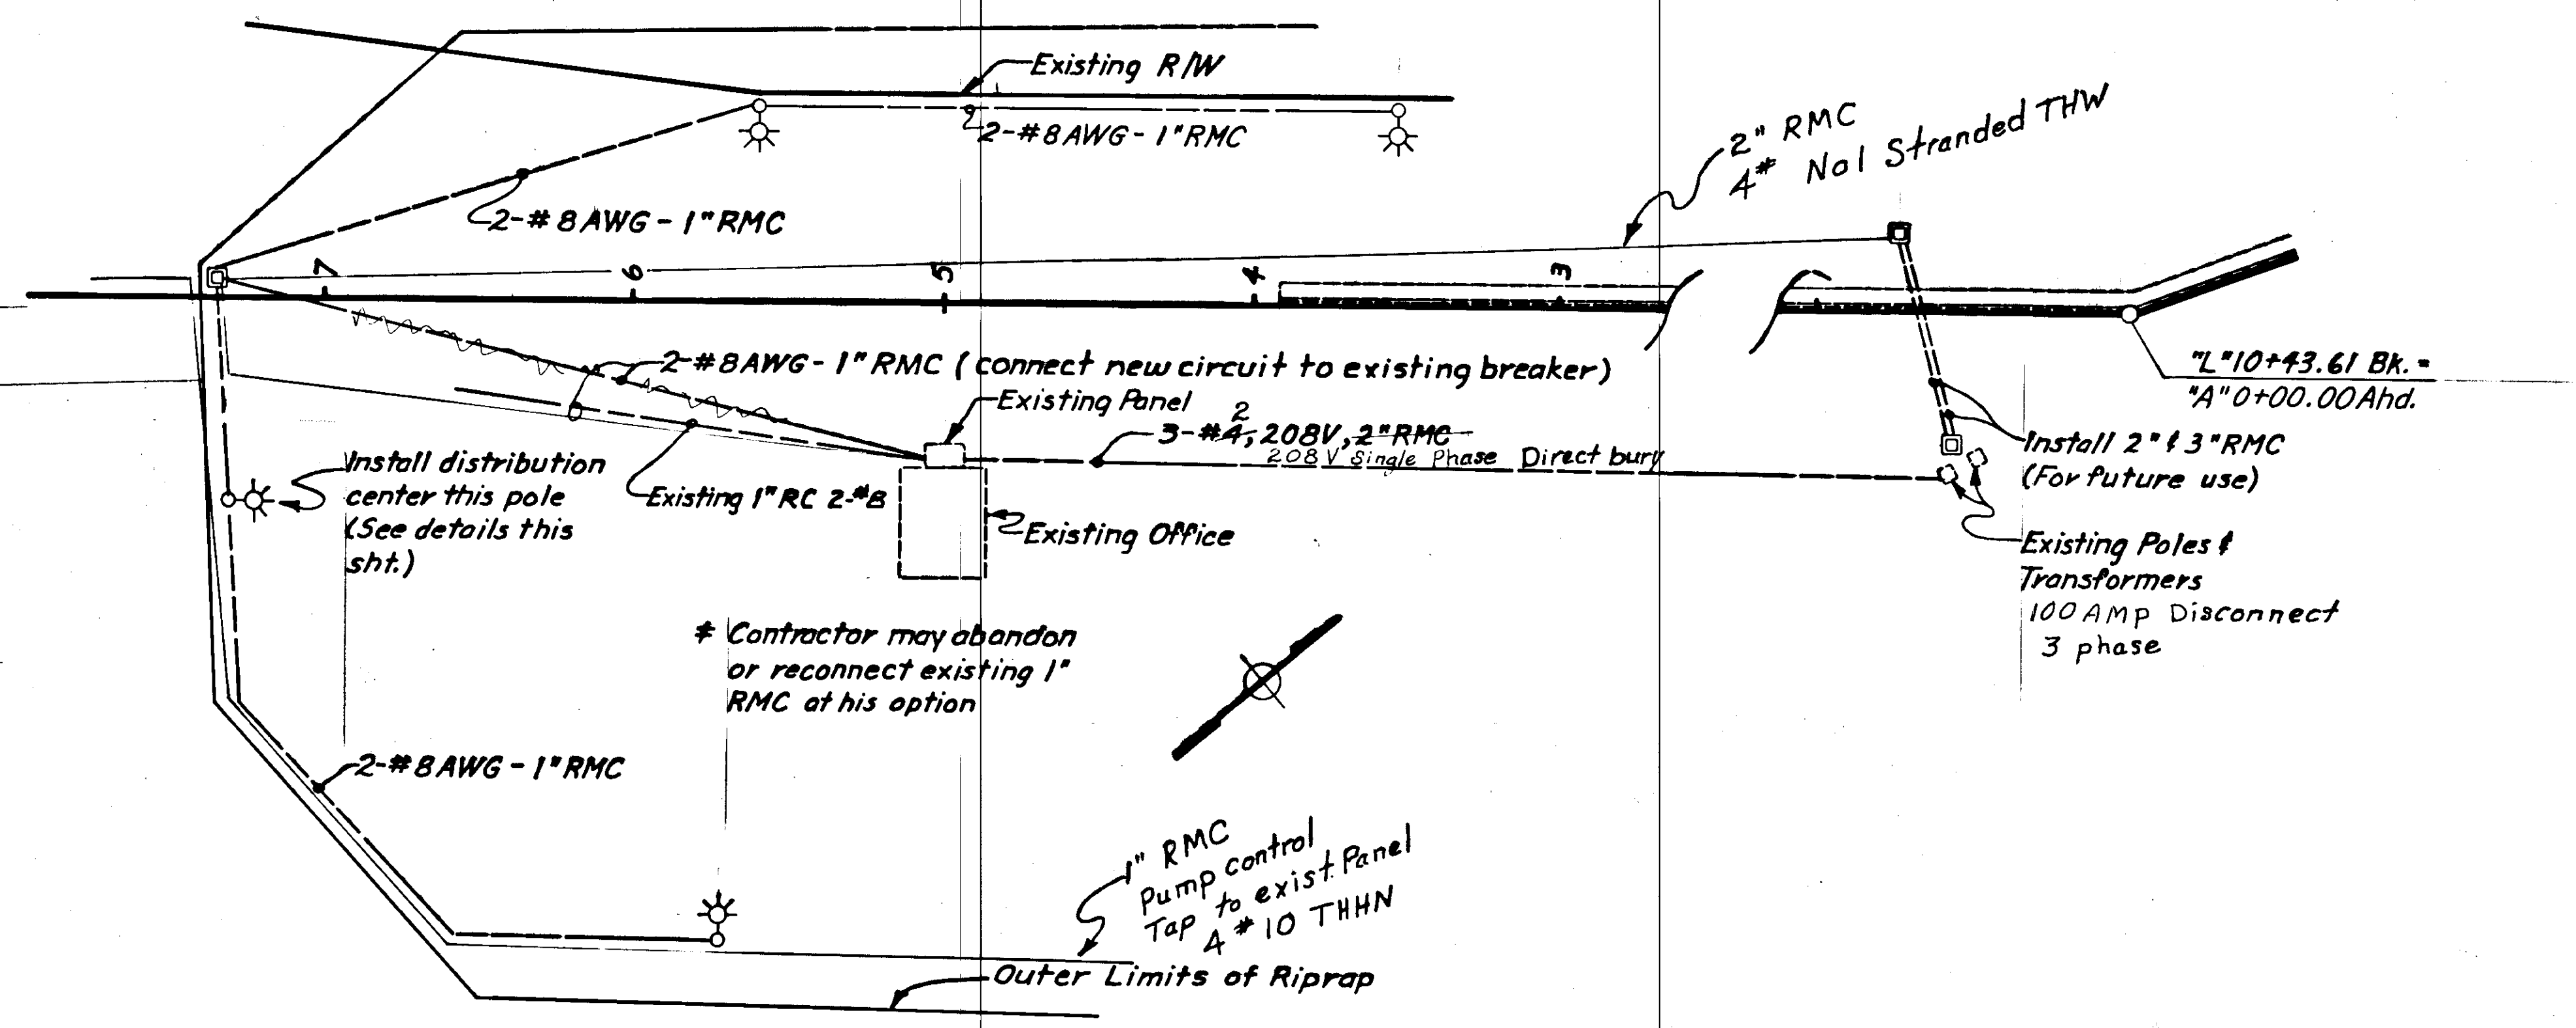 Existing R/W
2-#8AWG-1"RMC
2" RMC
4# No1 Stranded THW
2-#8AWG-1"RMC
7
6
5
4
3
2-#8AWG-1"RMC (connect new circuit to existing breaker)
"L"10+43.61 Bk.=
"A"0+00.00Ahd.
Existing Panel
2
3-#4, 208V, 2"RMC
208V Single Phase Direct bury
Install distribution
center this pole
(See details this
sht.)
Existing 1"RC 2-#8
Existing Office
Install 2" & 3"RMC
(For future use)
Existing Poles &
Transformers
100 AMP Disconnect
3 phase
* Contractor may abandon
or reconnect existing 1"
RMC at his option
2-#8AWG-1"RMC
1" RMC
Pump control
Tap to exist. Panel
4 #10 THHN
Outer Limits of Riprap